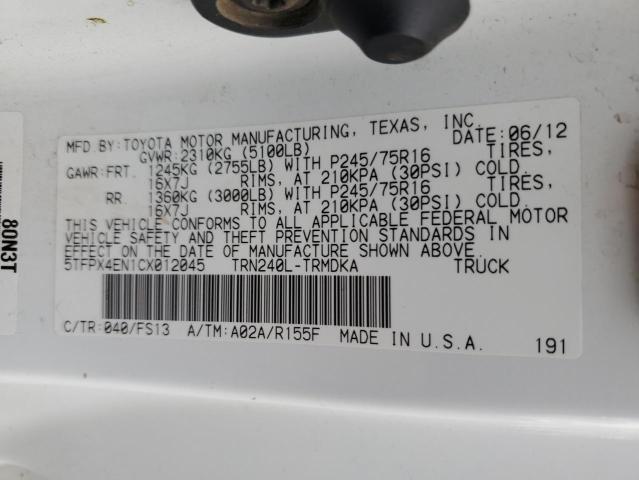 MFD.BY:TOYOTA MOTOR MANUFACTURING, TEXAS, INC. DATE:06/12
GVWR:2310KG (5100LB)
GAWR:FRT. 1245KG (2755LB) WITH P245/75R16 TIRES,
16X7J RIMS, AT 210KPA (30PSI) COLD.
RR. 1360KG (3000LB) WITH P245/75R16 TIRES,
16X7J RIMS, AT 210KPA (30PSI) COLD.
THIS VEHICLE CONFORMS TO ALL APPLICABLE FEDERAL MOTOR
VEHICLE SAFETY AND THEFT PREVENTION STANDARDS IN
EFFECT ON THE DATE OF MANUFACTURE SHOWN ABOVE.
5TFPX4EN1CX012045 TRN240L-TRMDKA TRUCK
C/TR:040/FS13 A/TM:A02A/R155F MADE IN U.S.A.
191
80N3T